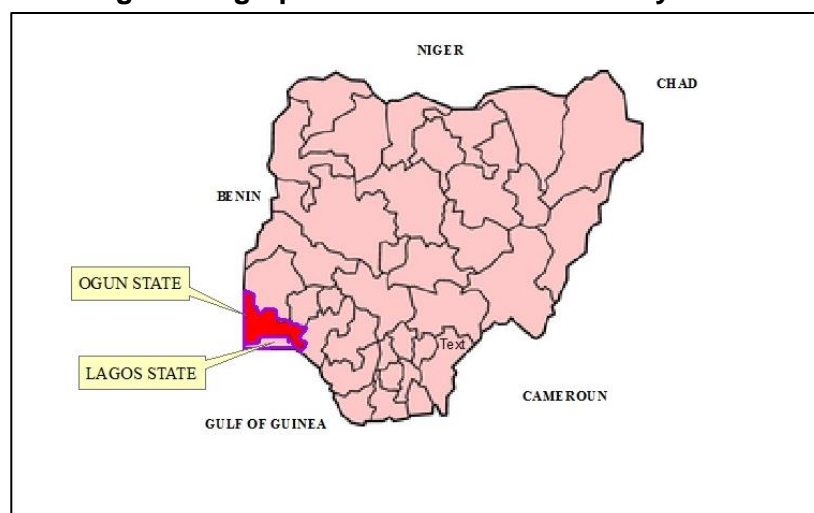 NIGER
CHAD
BENIN
OGUN STATE
Text
LAGOS STATE
CAMEROUN
GULF OF GUINEA